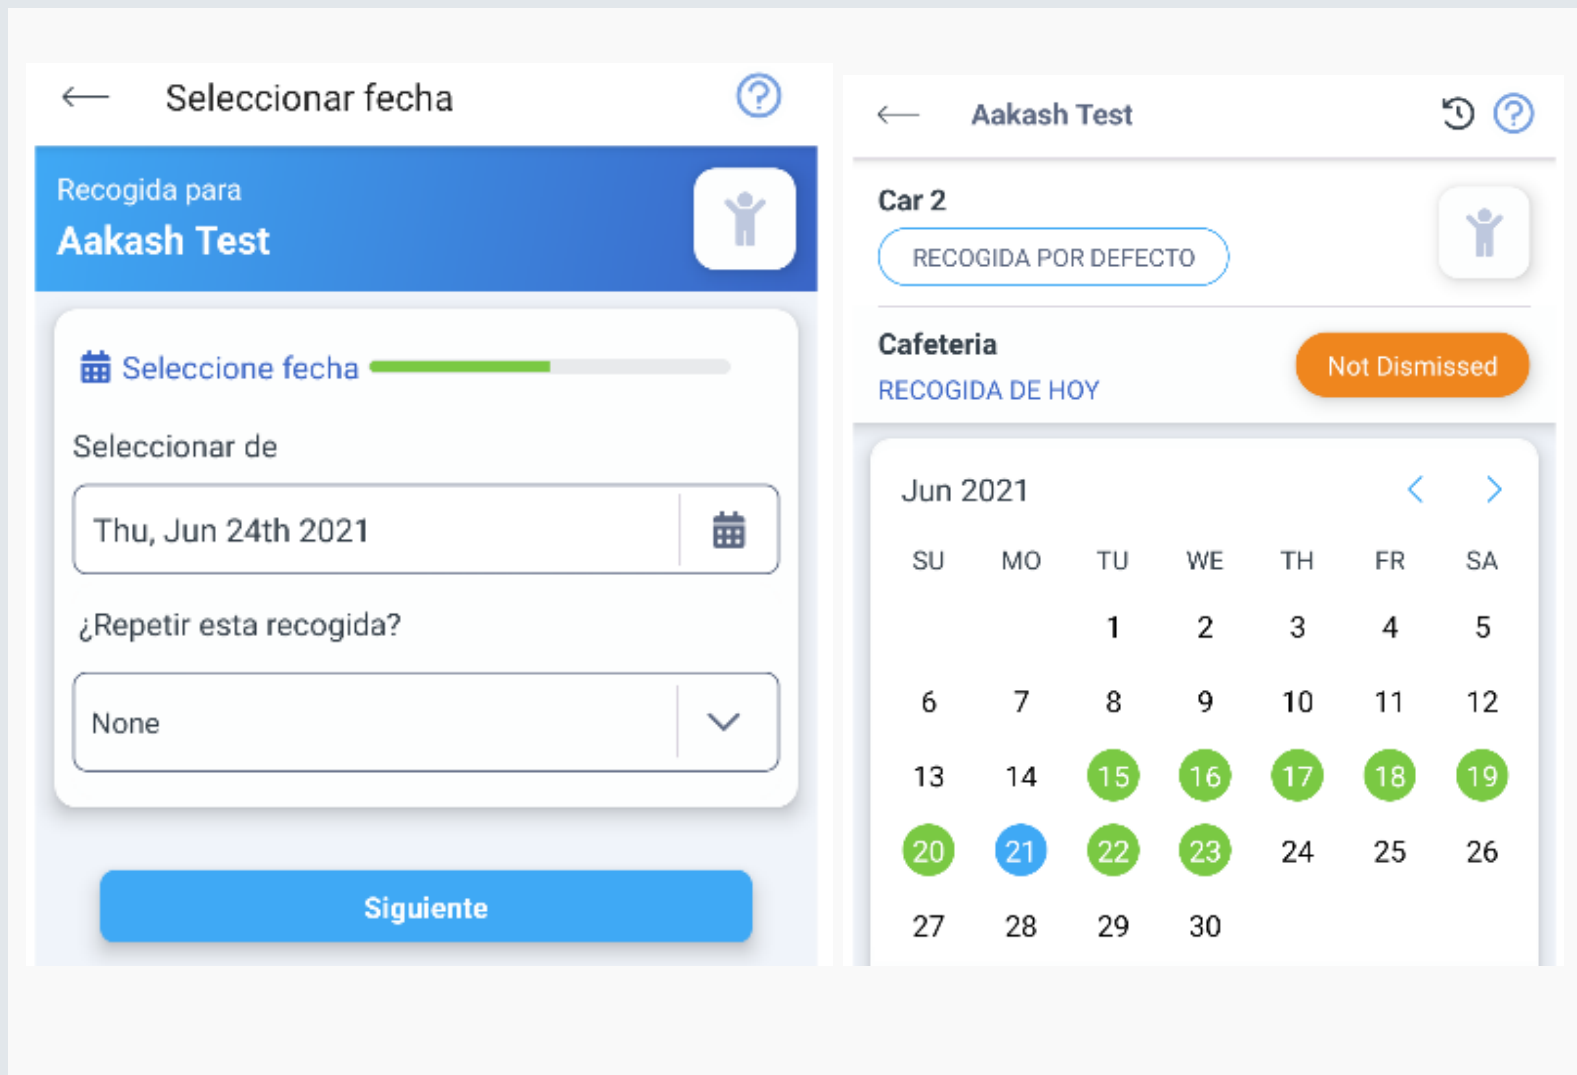 Seleccionar fecha
Recogida para
Aakash Test
Seleccione fecha
Seleccionar de
Thu, Jun 24th 2021
¿Repetir esta recogida?
None
Siguiente
Aakash Test
Car 2
RECOGIDA POR DEFECTO
Cafeteria
RECOGIDA DE HOY
Not Dismissed
Jun 2021
SU MO TU WE TH FR SA
1 2 3 4 5
6 7 8 9 10 11 12
13 14 15 16 17 18 19
20 21 22 23 24 25 26
27 28 29 30